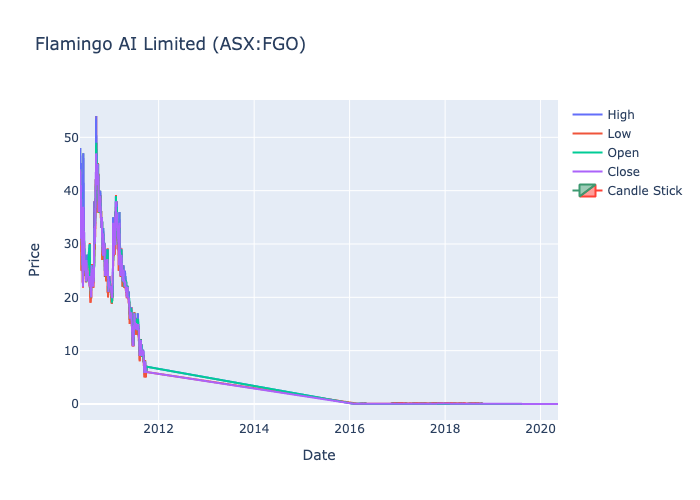 Flamingo AI Limited (ASX:FGO)
High
Low
Open
Close
Candle Stick
50
40
30
20
10
0
Price
2012
2014
2016
2018
2020
Date